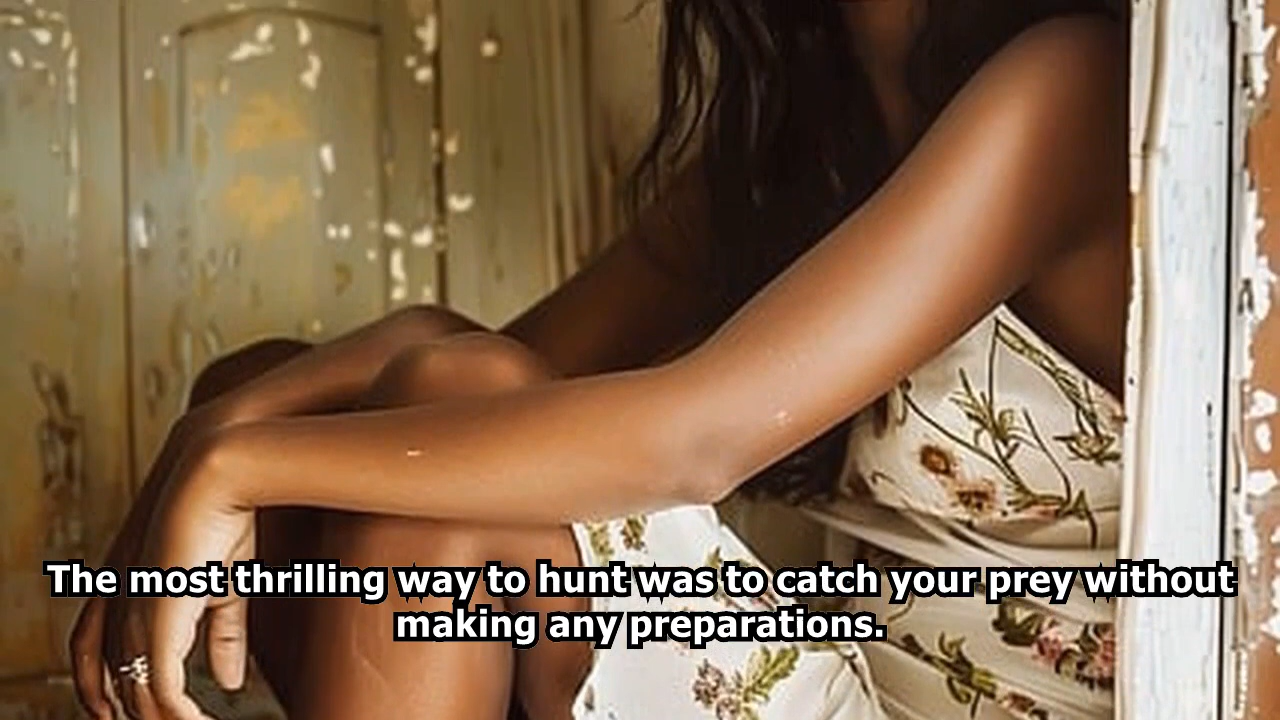 The most thrilling way to hunt was to catch your prey without
making any preparations.